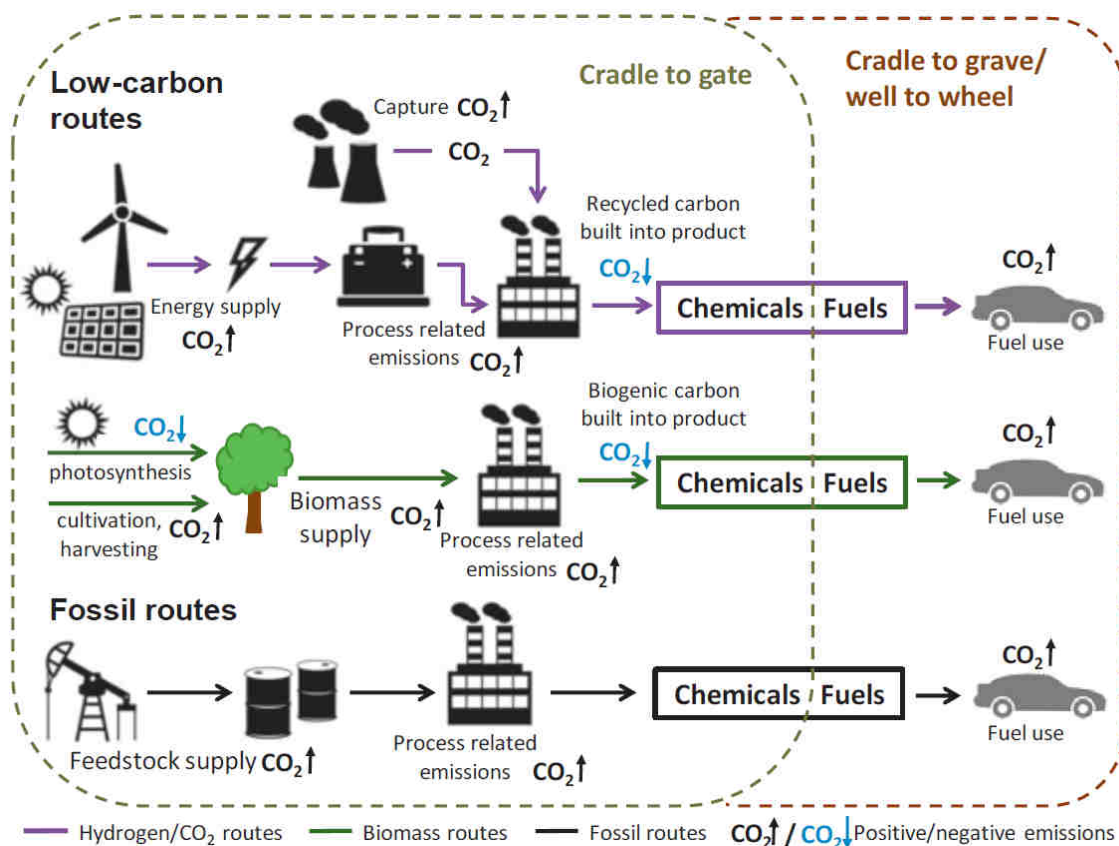 Cradle to gate
Cradle to grave/
well to wheel
Low-carbon
routes
Capture CO₂↑
CO₂
Recycled carbon
built into product
CO₂↓
Energy supply
CO₂↑
Process related
emissions CO₂↑
Chemicals Fuels
CO₂↑
Fuel use
CO₂↓
photosynthesis
cultivation,
harvesting CO₂↑
Biomass
supply CO₂↑
Process related
emissions CO₂↑
Biogenic carbon
built into product
CO₂↓
Chemicals Fuels
CO₂↑
Fuel use
Fossil routes
Feedstock supply CO₂↑
Process related
emissions CO₂↑
Chemicals Fuels
CO₂↑
Fuel use
Hydrogen/CO₂ routes Biomass routes Fossil routes CO₂↑/CO₂↓ Positive/negative emissions